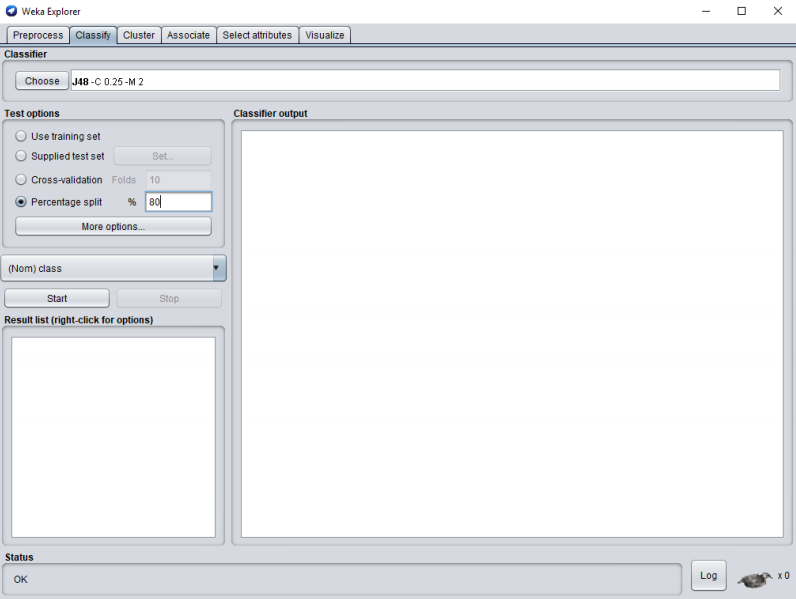 Weka Explorer
Preprocess Classify Cluster Associate Select attributes Visualize
Classifier
Choose J48 -C 0.25 -M 2
Test options
Use training set
Supplied test set Set...
Cross-validation Folds 10
Percentage split % 80
More options...
(Nom) class
Start Stop
Result list (right-click for options)
Classifier output
Status
OK
Log x 0